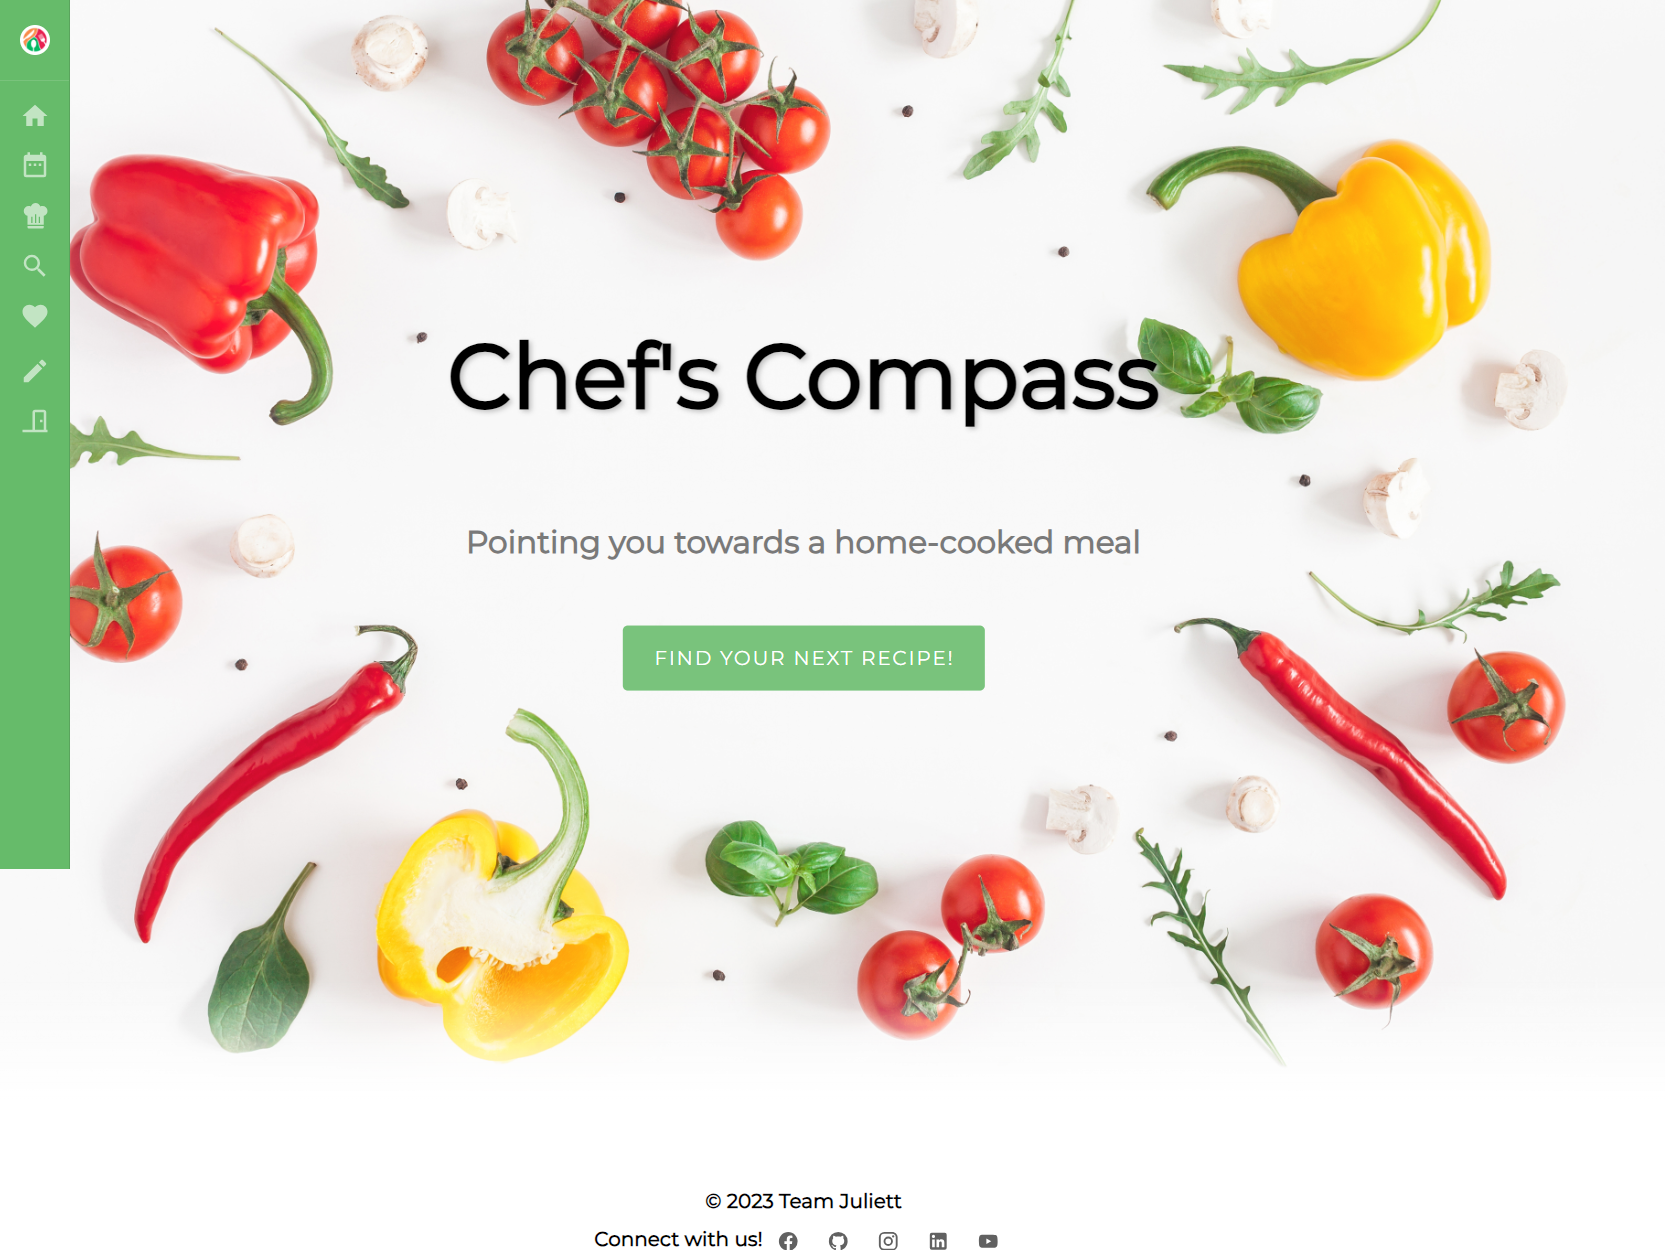 Chef's Compass
Pointing you towards a home-cooked meal
FIND YOUR NEXT RECIPE!
© 2023 Team Juliett
Connect with us!